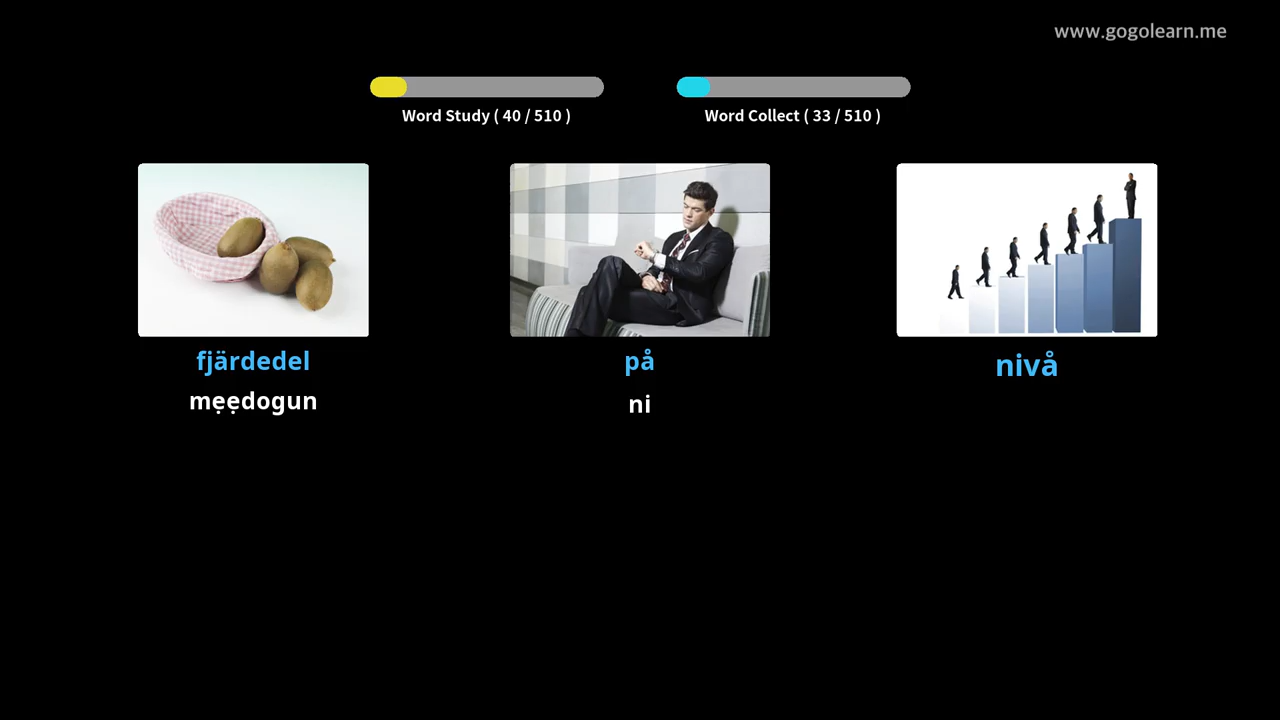 www.gogolearn.me
Word Study ( 40 / 510 )
Word Collect ( 33 / 510 )
fjärdedel
mẹẹdogun
på
ni
nivå